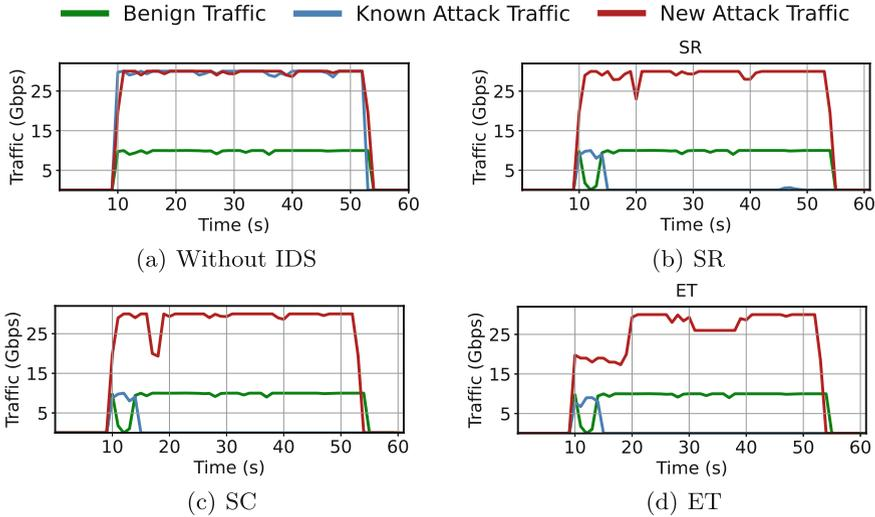 Benign Traffic Known Attack Traffic New Attack Traffic
SR
Traffic (Gbps) 25 15 5
10 20 30 40 50 60
Time (s)
(a) Without IDS
Traffic (Gbps) 25 15 5
10 20 30 40 50 60
Time (s)
(b) SR
ET
Traffic (Gbps) 25 15 5
10 20 30 40 50 60
Time (s)
(c) SC
Traffic (Gbps) 25 15 5
10 20 30 40 50 60
Time (s)
(d) ET